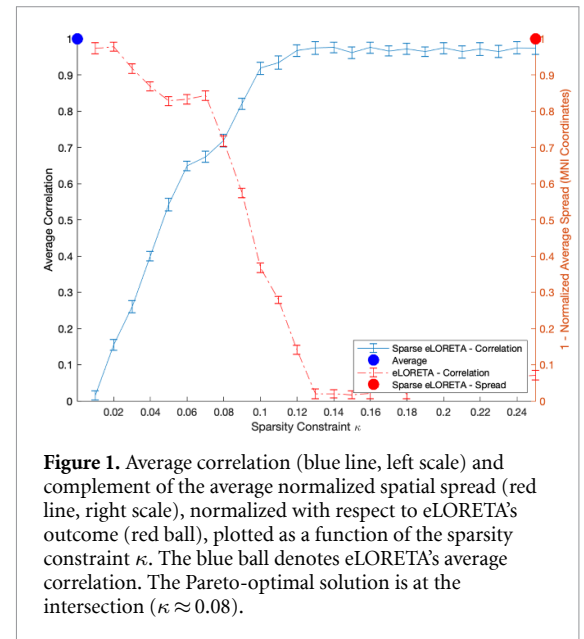 1
0.9
0.8
0.7
0.6
0.5
0.4
0.3
0.2
0.1
0
Average Correlation
0.02 0.04 0.06 0.08 0.1 0.12 0.14 0.16 0.18 0.2 0.22 0.24
Sparsity Constraint κ
1
0.9
0.8
0.7
0.6
0.5
0.4
0.3
0.2
0.1
0
1 - Normalized Average Spread (MNI Coordinates)
Sparse eLORETA - Correlation
Average
eLORETA - Correlation
Sparse eLORETA - Spread
Figure 1. Average correlation (blue line, left scale) and
complement of the average normalized spatial spread (red
line, right scale), normalized with respect to eLORETA’s
outcome (red ball), plotted as a function of the sparsity
constraint κ. The blue ball denotes eLORETA’s average
correlation. The Pareto-optimal solution is at the
intersection (κ ≈ 0.08).